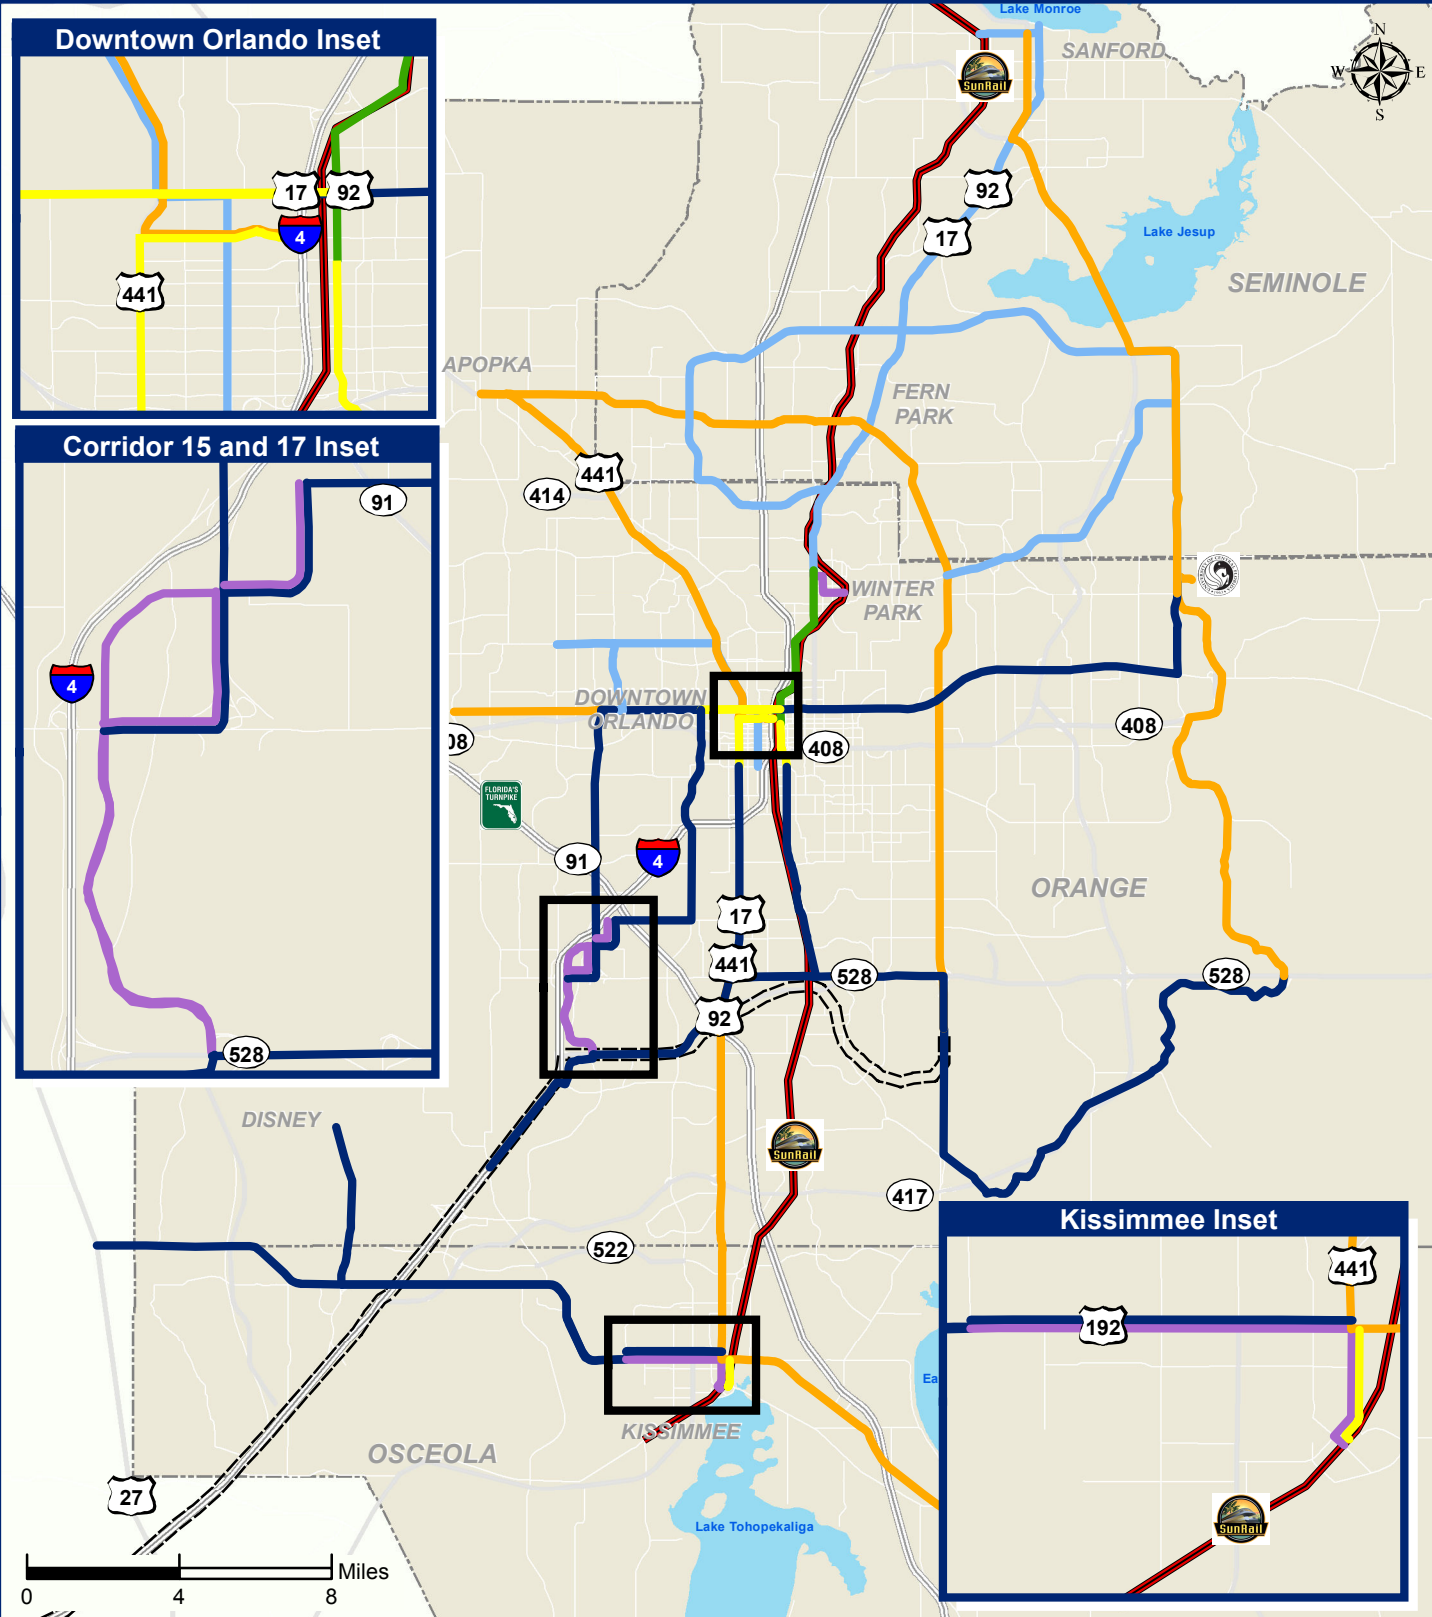 Downtown Orlando Inset
17
92
4
441
Corridor 15 and 17 Inset
91
4
528
Lake Monroe
SANFORD
N
W
E
S
SunRail
92
17
Lake Jesup
SEMINOLE
APOPKA
FERN
PARK
441
414
WINTER
PARK
DOWNTOWN
ORLANDO
08
408
408
FLORIDA'S
TURNPIKE
91
4
ORANGE
17
441
528
528
92
DISNEY
SunRail
417
522
KISSIMMEE
OSCEOLA
27
Ea
Lake Tohopekaliga
Kissimmee Inset
441
192
SunRail
Miles
0
4
8